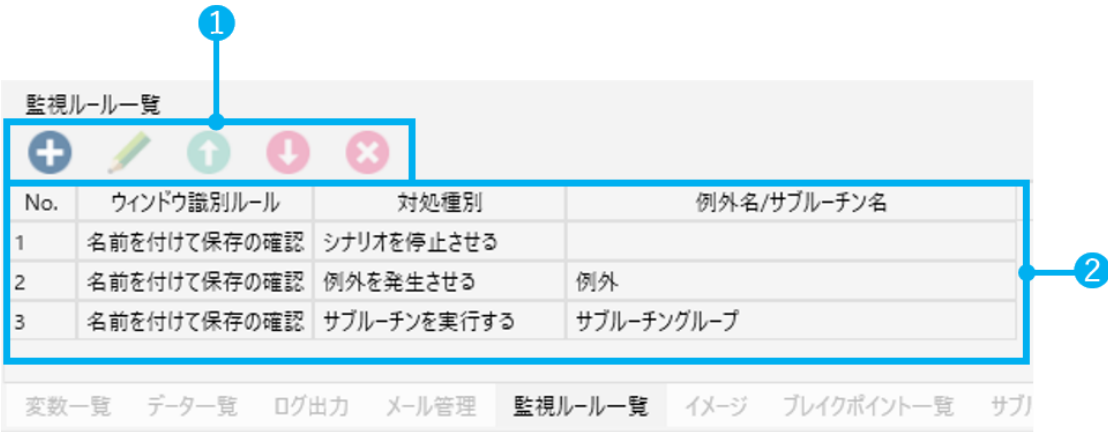 1
監視ルール一覧
No. ウィンドウ識別ルール 対処種別 例外名/サブルーチン名
1 名前を付けて保存の確認 シナリオを停止させる
2 名前を付けて保存の確認 例外を発生させる 例外
2
3 名前を付けて保存の確認 サブルーチンを実行する サブルーチングループ
変数一覧 データ一覧 ログ出力 メール管理 監視ルール一覧 イメージ ブレイクポイント一覧 サブル